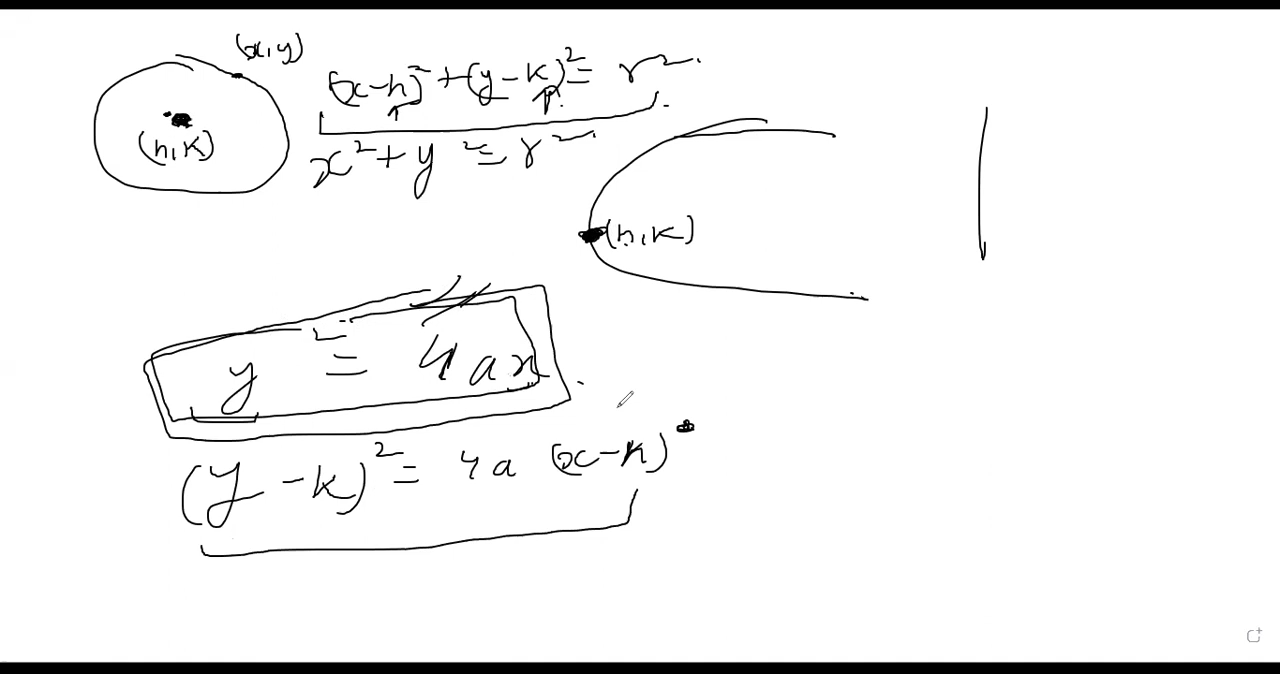 (x,y)
(x-h)²+(y-k)²=r².
(h,k)
x²+y²=r².
(h,k)
y²=4ax.
(y-k)²=4a(x-h)